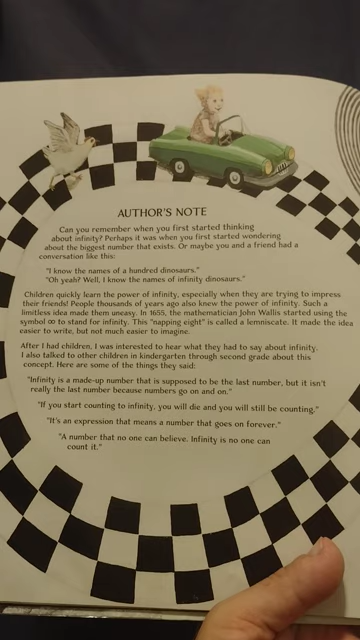 AUTHOR'S NOTE
Can you remember when you first started thinking
about infinity? Perhaps it was when you first started wondering
about the biggest number that exists. Or maybe you and a friend had a
conversation like this:
"I know the names of a hundred dinosaurs."
"Oh yeah? Well, I know the names of infinity dinosaurs."
Children quickly learn the power of infinity, especially when they are trying to impress
their friends! People thousands of years ago also knew the power of infinity. Such a
limitless idea made them uneasy. In 1655, the mathematician John Wallis started using the
symbol ∞ to stand for infinity. This "napping eight" is called a lemniscate. It made the idea
easier to write, but not much easier to imagine.
After I had children, I was interested to hear what they had to say about infinity.
I also talked to other children in kindergarten through second grade about this
concept. Here are some of the things they said:
"Infinity is a made-up number that is supposed to be the last number, but it isn't
really the last number because numbers go on and on."
"If you start counting to infinity, you will die and you will still be counting."
"It's an expression that means a number that goes on forever."
"A number that no one can believe. Infinity is no one can
count it."